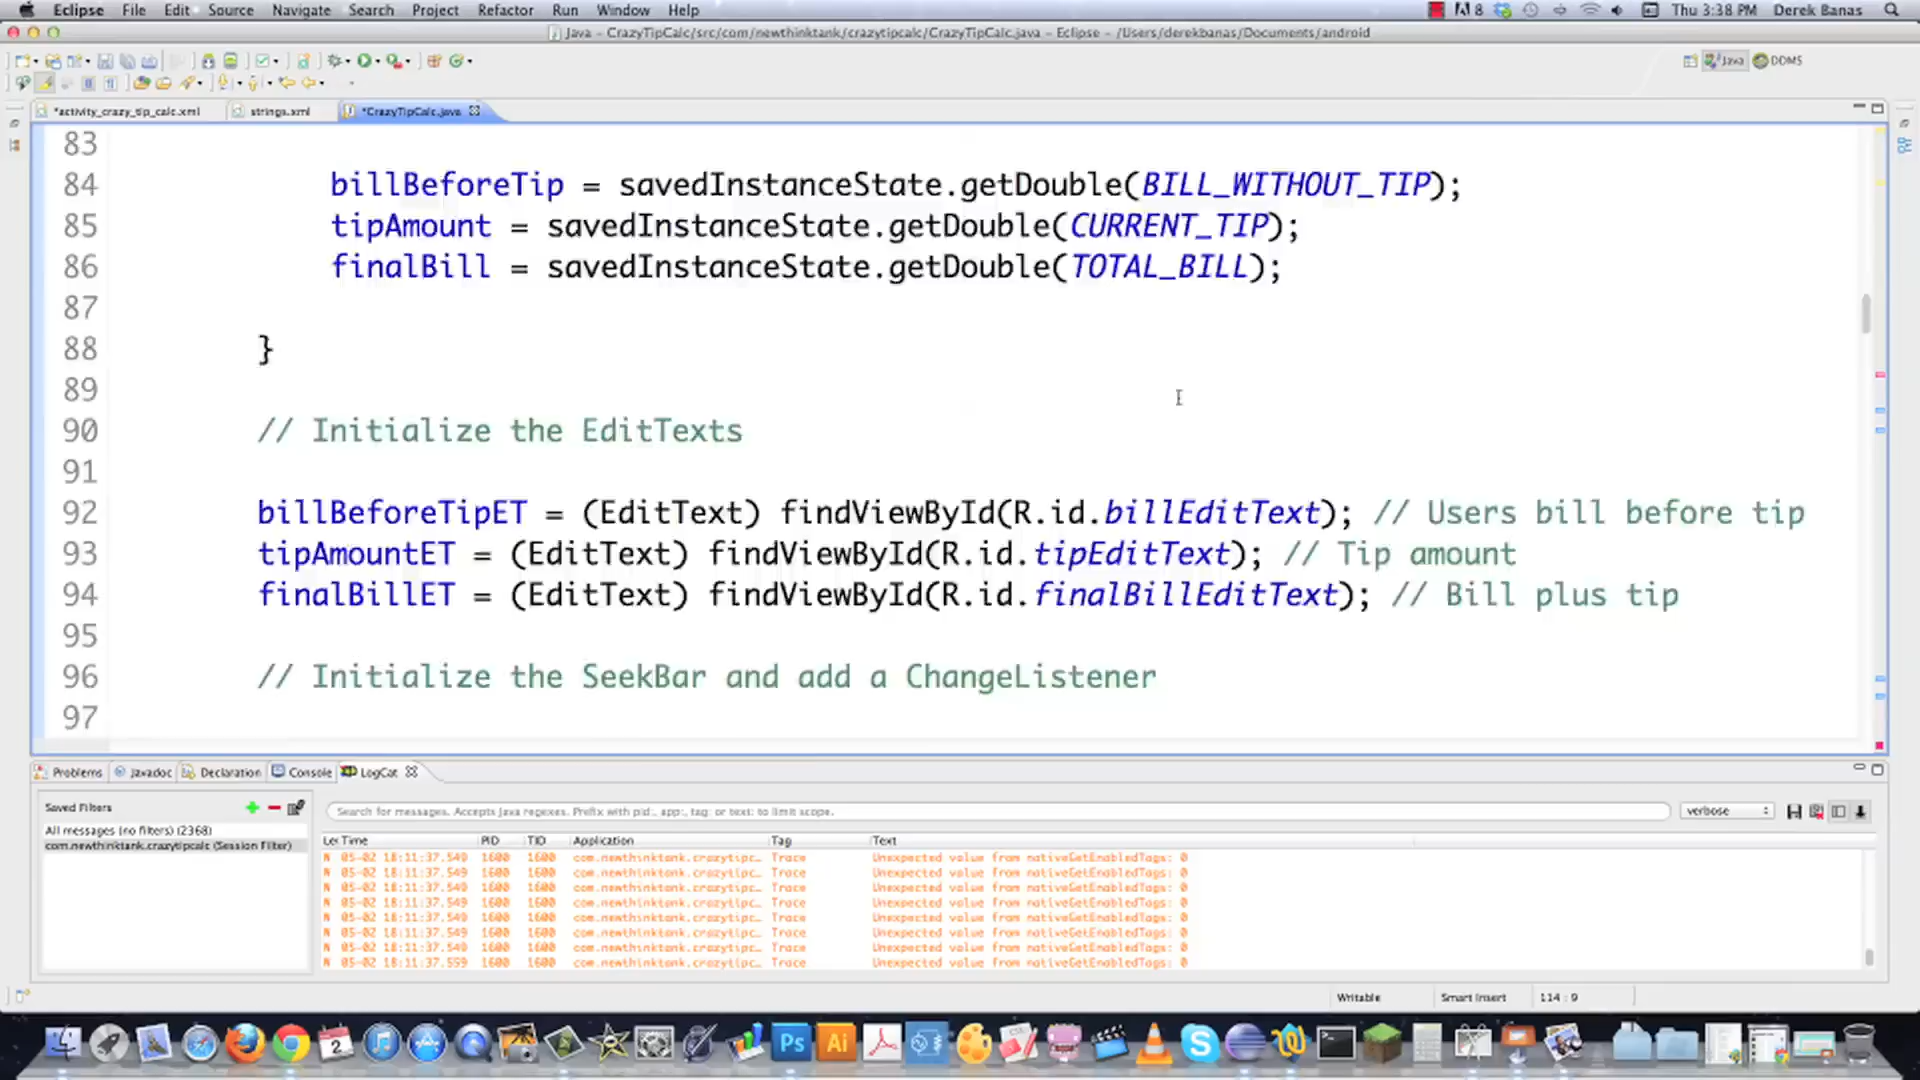 Eclipse File Edit Source Navigate Search Project Refactor Run Window Help
8 Thu 3:38 PM Derek Banas
Java - CrazyTipCalc/src/com/newthinktank/crazytipcalc/CrazyTipCalc.java - Eclipse - /Users/derekbanas/Documents/android
Java DDMS
*activity_crazy_tip_calc.xml strings.xml *CrazyTipCalc.java
83
84 billBeforeTip = savedInstanceState.getDouble(BILL_WITHOUT_TIP);
85 tipAmount = savedInstanceState.getDouble(CURRENT_TIP);
86 finalBill = savedInstanceState.getDouble(TOTAL_BILL);
87
88 }
89
90 // Initialize the EditTexts
91
92 billBeforeTipET = (EditText) findViewById(R.id.billEditText); // Users bill before tip
93 tipAmountET = (EditText) findViewById(R.id.tipEditText); // Tip amount
94 finalBillET = (EditText) findViewById(R.id.finalBillEditText); // Bill plus tip
95
96 // Initialize the SeekBar and add a ChangeListener
97
Problems Javadoc Declaration Console LogCat
Saved Filters
Search for messages. Accepts Java regexes. Prefix with pid:, app:, tag: or text: to limit scope.
verbose
All messages (no filters) (2368)
com.newthinktank.crazytipcalc (Session Filter)
Le Time PID TID Application Tag Text
05-02 18:11:37.549 1600 1600 com.newthinktank.crazytipc… Trace Unexpected value from nativeGetEnabledTags: 0
05-02 18:11:37.549 1600 1600 com.newthinktank.crazytipc… Trace Unexpected value from nativeGetEnabledTags: 0
05-02 18:11:37.549 1600 1600 com.newthinktank.crazytipc… Trace Unexpected value from nativeGetEnabledTags: 0
05-02 18:11:37.549 1600 1600 com.newthinktank.crazytipc… Trace Unexpected value from nativeGetEnabledTags: 0
05-02 18:11:37.549 1600 1600 com.newthinktank.crazytipc… Trace Unexpected value from nativeGetEnabledTags: 0
05-02 18:11:37.549 1600 1600 com.newthinktank.crazytipc… Trace Unexpected value from nativeGetEnabledTags: 0
05-02 18:11:37.549 1600 1600 com.newthinktank.crazytipc… Trace Unexpected value from nativeGetEnabledTags: 0
05-02 18:11:37.559 1600 1600 com.newthinktank.crazytipc… Trace Unexpected value from nativeGetEnabledTags: 0
Writable Smart Insert 114 : 9
2 Ps Ai